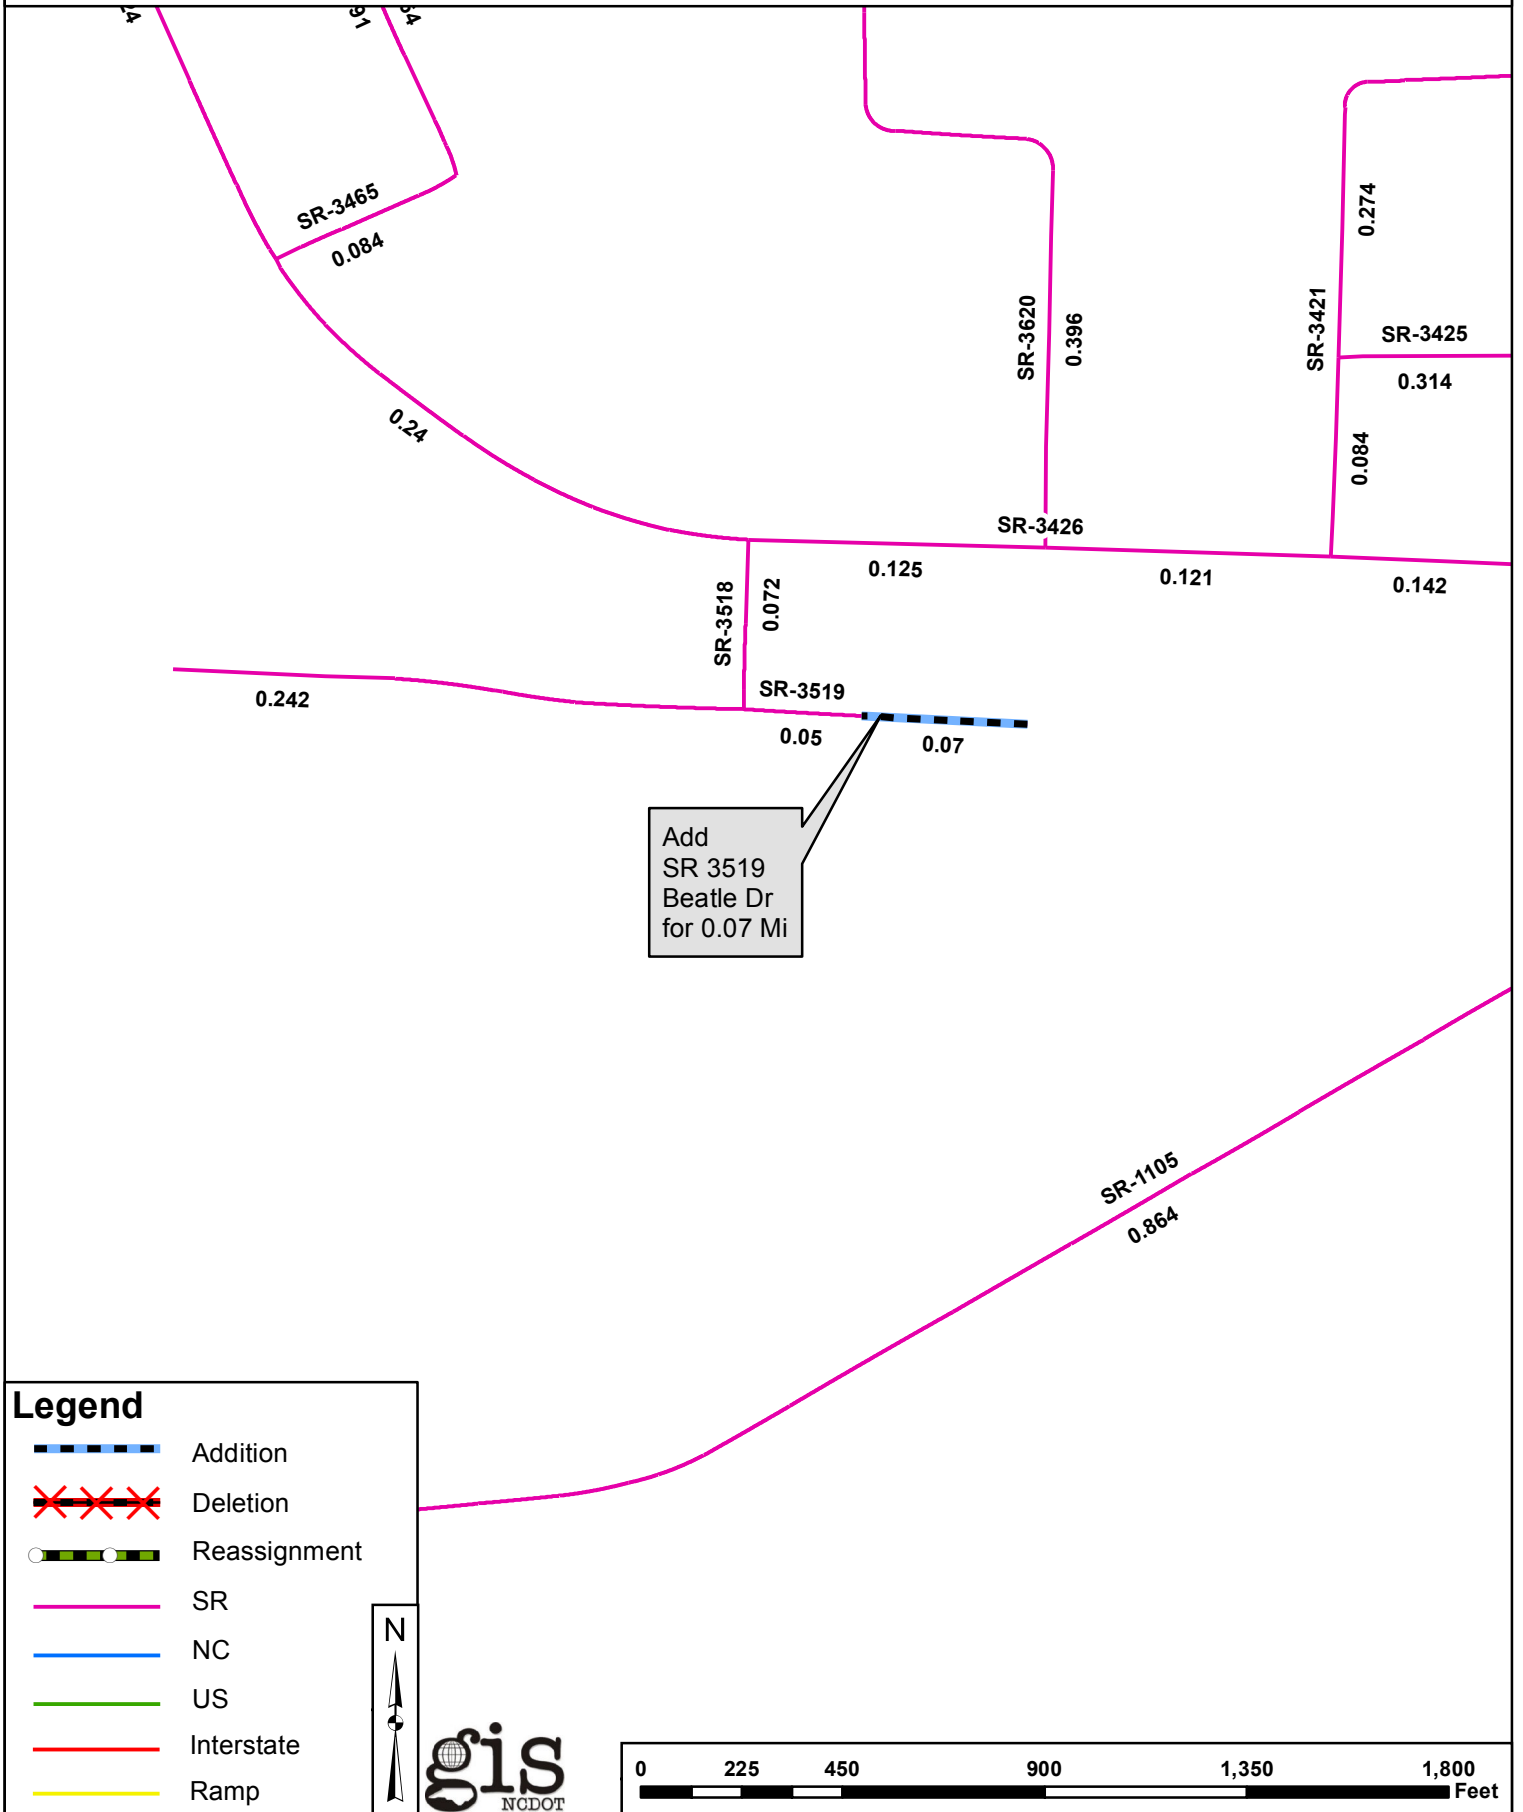 SR-3465
0.084
0.274
SR-3620
0.396
SR-3421
SR-3425
0.314
0.24
0.084
SR-3426
0.125
0.121
0.142
SR-3518
0.072
0.242
SR-3519
0.05
0.07
Add
SR 3519
Beatle Dr
for 0.07 Mi
SR-1105
0.864
Legend
Addition
Deletion
Reassignment
SR
NC
US
Interstate
Ramp
N
gis
NCDOT
0 225 450 900 1,350 1,800
Feet